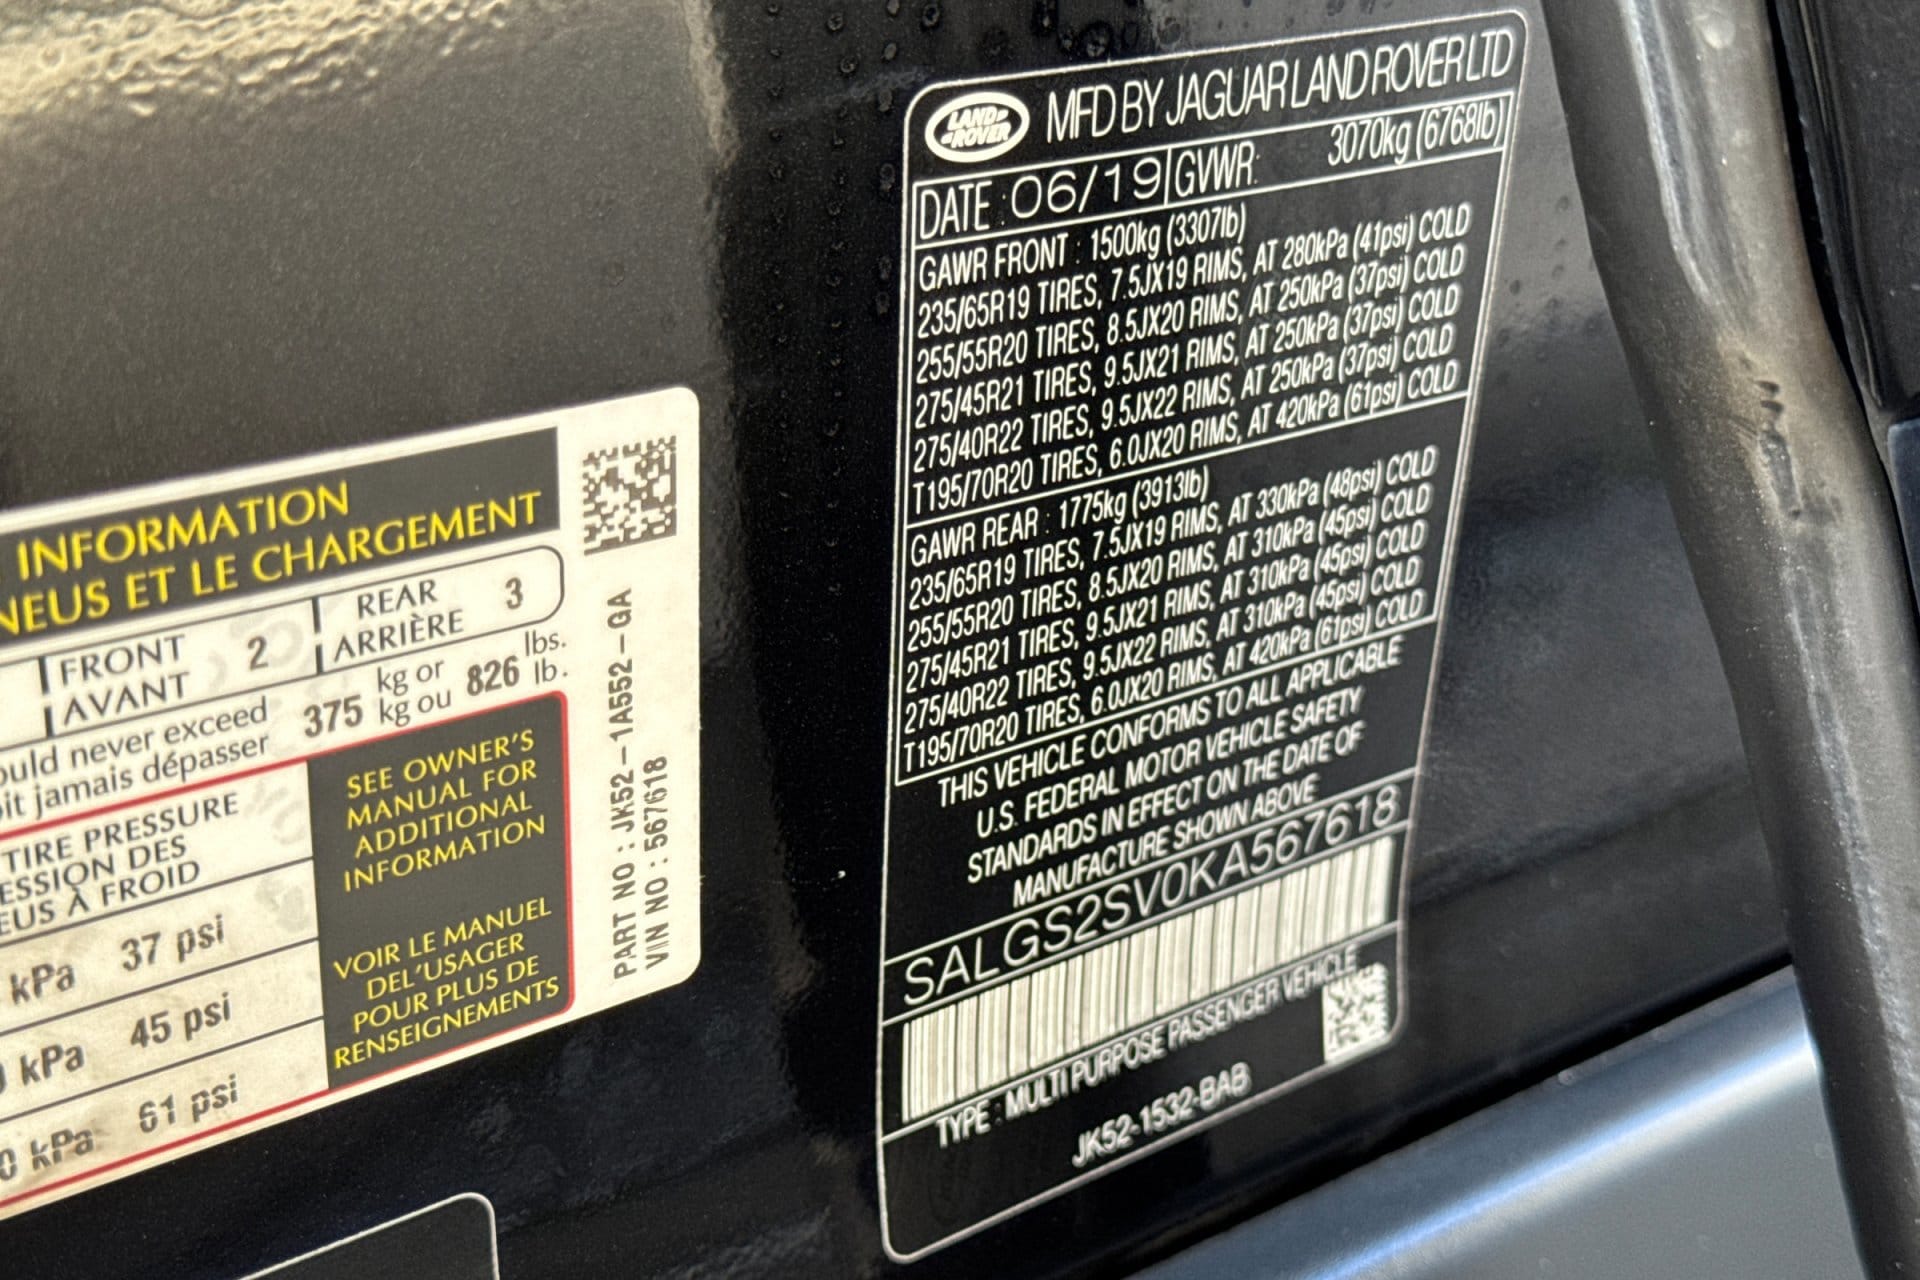 INFORMATION
NEUS ET LE CHARGEMENT
FRONT 2 REAR 3
AVANT ARRIÈRE
ould never exceed 375 kg or 826 lbs.
oit jamais dépasser kg ou lb.
TIRE PRESSURE
ESSION DES
EUS À FROID
kPa 37 psi
kPa 45 psi
0 kPa 61 psi
SEE OWNER'S
MANUAL FOR
ADDITIONAL
INFORMATION
VOIR LE MANUEL
DEL'USAGER
POUR PLUS DE
RENSEIGNEMENTS
PART NO : JK52-1A552-GA
VIN NO : 567618
LAND ROVER MFD BY JAGUAR LAND ROVER LTD
DATE : 06/19 GVWR: 3070kg (6768lb)
GAWR FRONT : 1500kg (3307lb)
235/65R19 TIRES, 7.5JX19 RIMS, AT 280kPa (41psi) COLD
255/55R20 TIRES, 8.5JX20 RIMS, AT 250kPa (37psi) COLD
275/45R21 TIRES, 9.5JX21 RIMS, AT 250kPa (37psi) COLD
275/40R22 TIRES, 9.5JX22 RIMS, AT 250kPa (37psi) COLD
T195/70R20 TIRES, 6.0JX20 RIMS, AT 420kPa (61psi) COLD
GAWR REAR : 1775kg (3913lb)
235/65R19 TIRES, 7.5JX19 RIMS, AT 330kPa (48psi) COLD
255/55R20 TIRES, 8.5JX20 RIMS, AT 310kPa (45psi) COLD
275/45R21 TIRES, 9.5JX21 RIMS, AT 310kPa (45psi) COLD
275/40R22 TIRES, 9.5JX22 RIMS, AT 310kPa (45psi) COLD
T195/70R20 TIRES, 6.0JX20 RIMS, AT 420kPa (61psi) COLD
THIS VEHICLE CONFORMS TO ALL APPLICABLE
U.S. FEDERAL MOTOR VEHICLE SAFETY
STANDARDS IN EFFECT ON THE DATE OF
MANUFACTURE SHOWN ABOVE
SALGS2SV0KA567618
TYPE : MULTI PURPOSE PASSENGER VEHICLE
JK52-1532-BAB